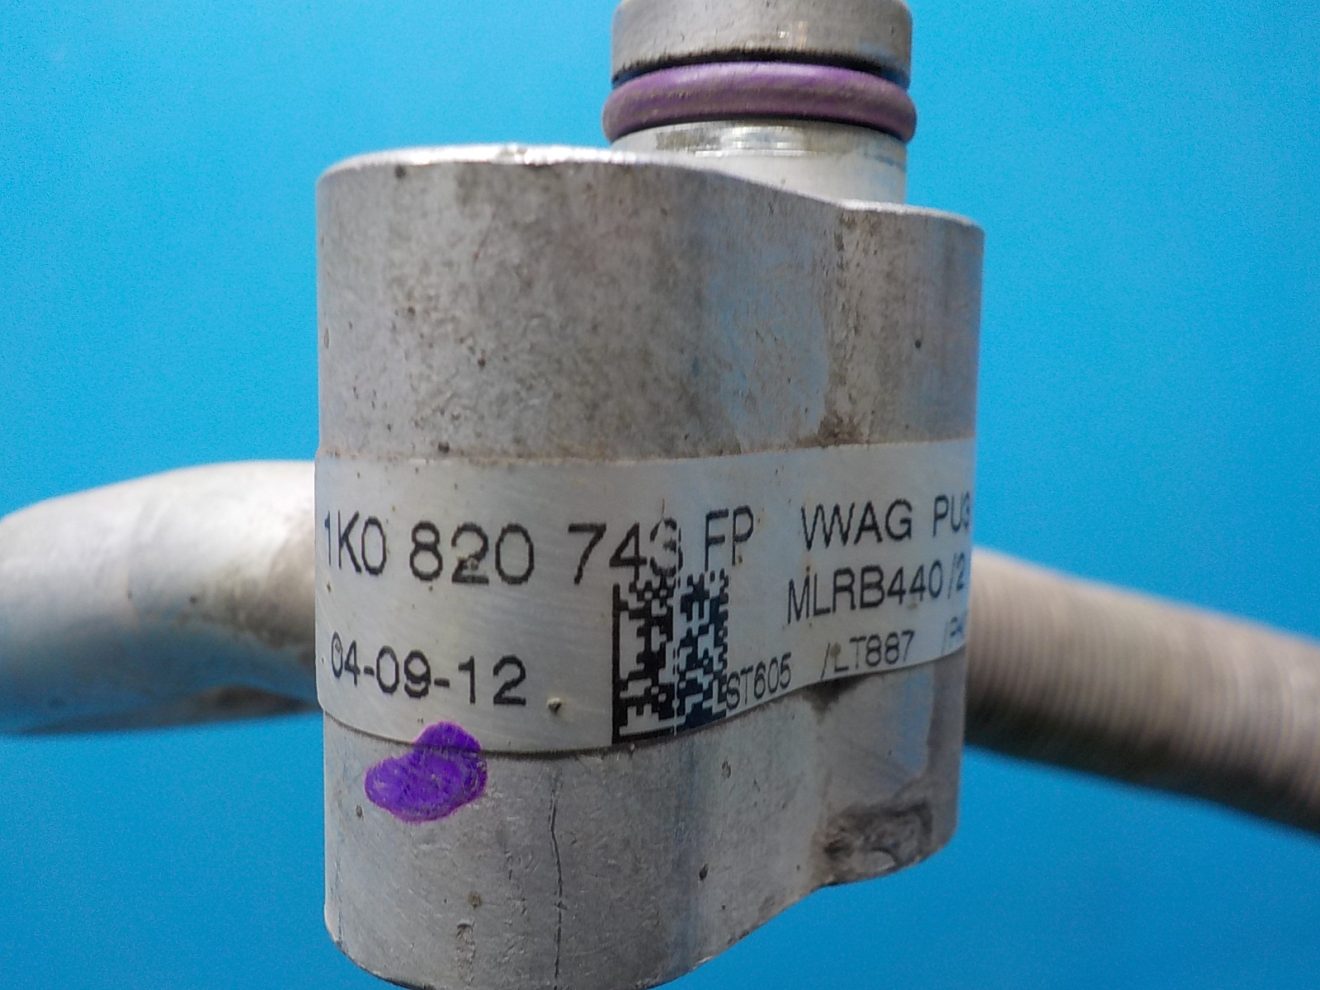 1K0 820 743 FP VWAG PUG
MLRB440 /2
04-09-12
ST605 /LT887